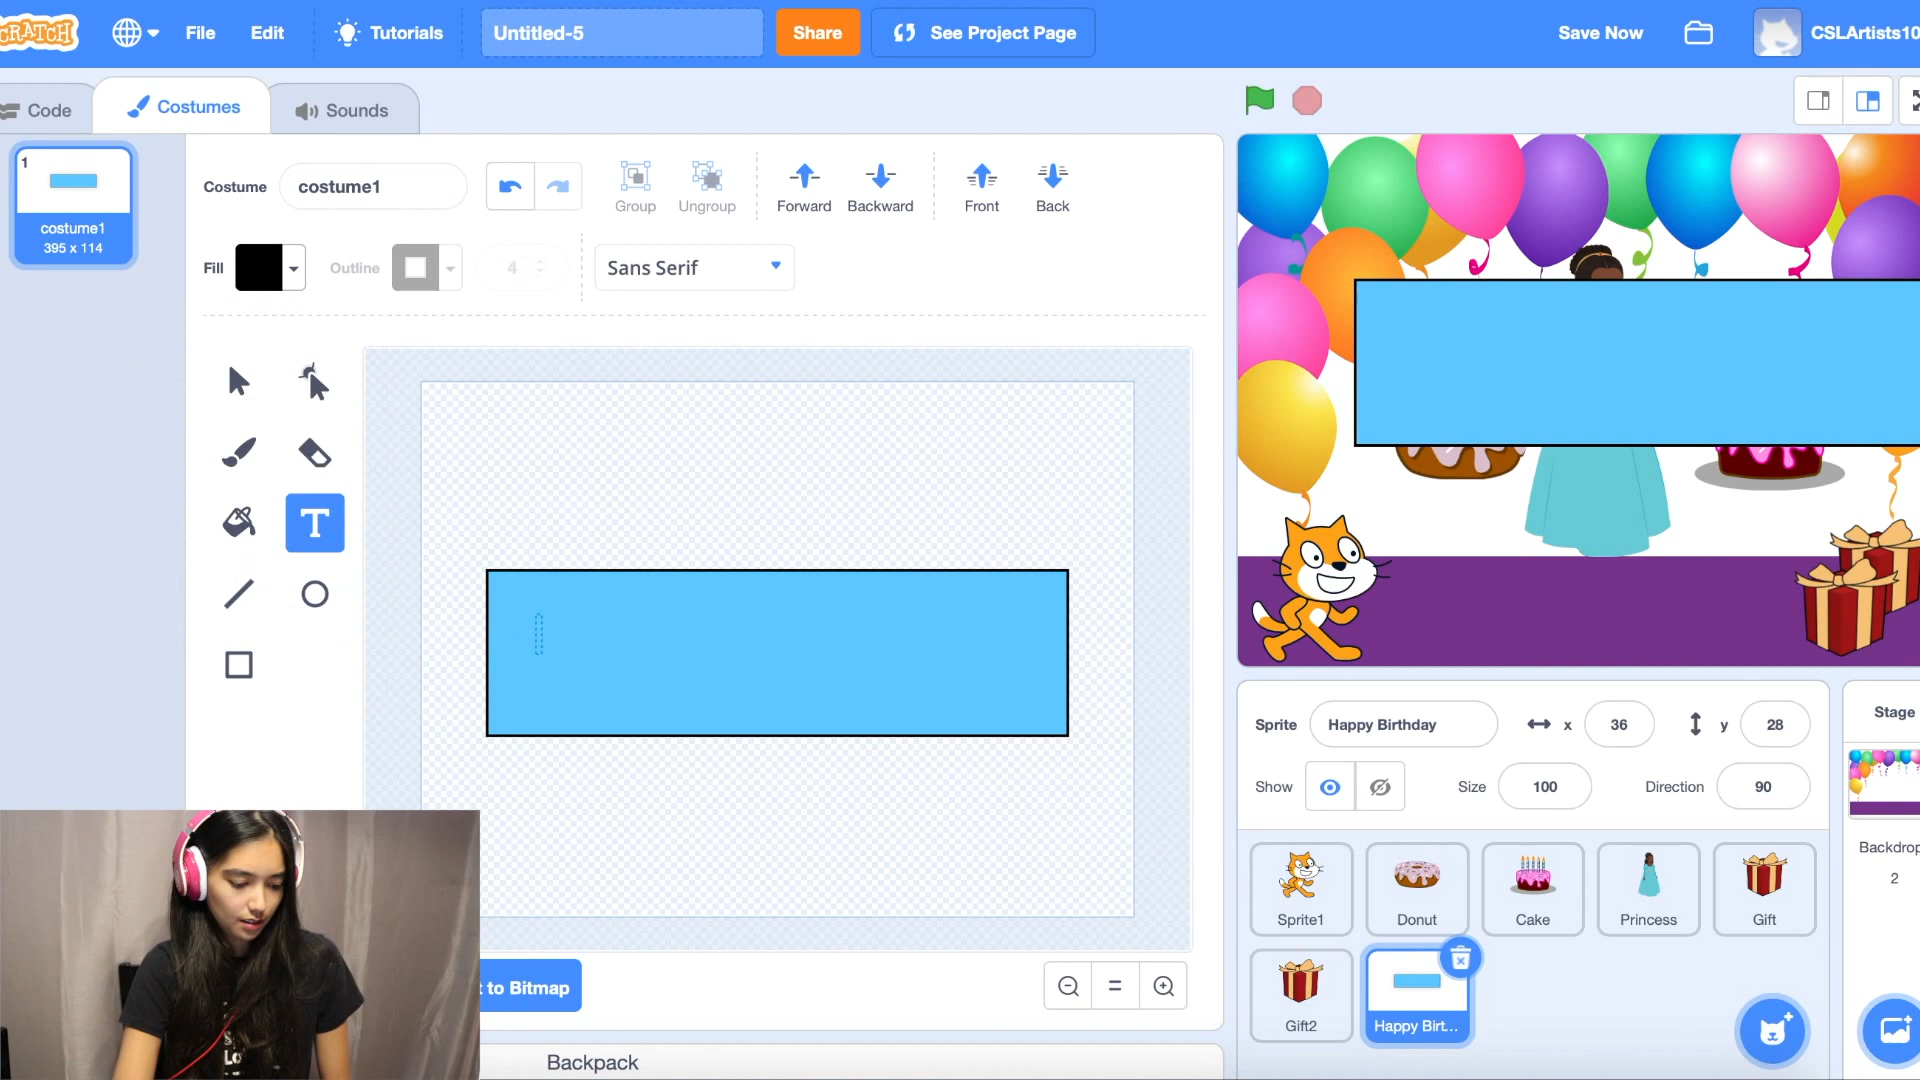 SCRATCH
File
Edit
Tutorials
Untitled-5
Share
See Project Page
Save Now
CSLArtists10
Code
Costumes
Sounds
1
costume1
395 x 114
Costume
costume1
Group
Ungroup
Forward
Backward
Front
Back
Fill
Outline
4
Sans Serif
T
t to Bitmap
=
Backpack
Sprite
Happy Birthday
x
36
y
28
Show
Size
100
Direction
90
Stage
Backdrop
2
Sprite1
Donut
Cake
Princess
Gift
Gift2
Happy Birt...